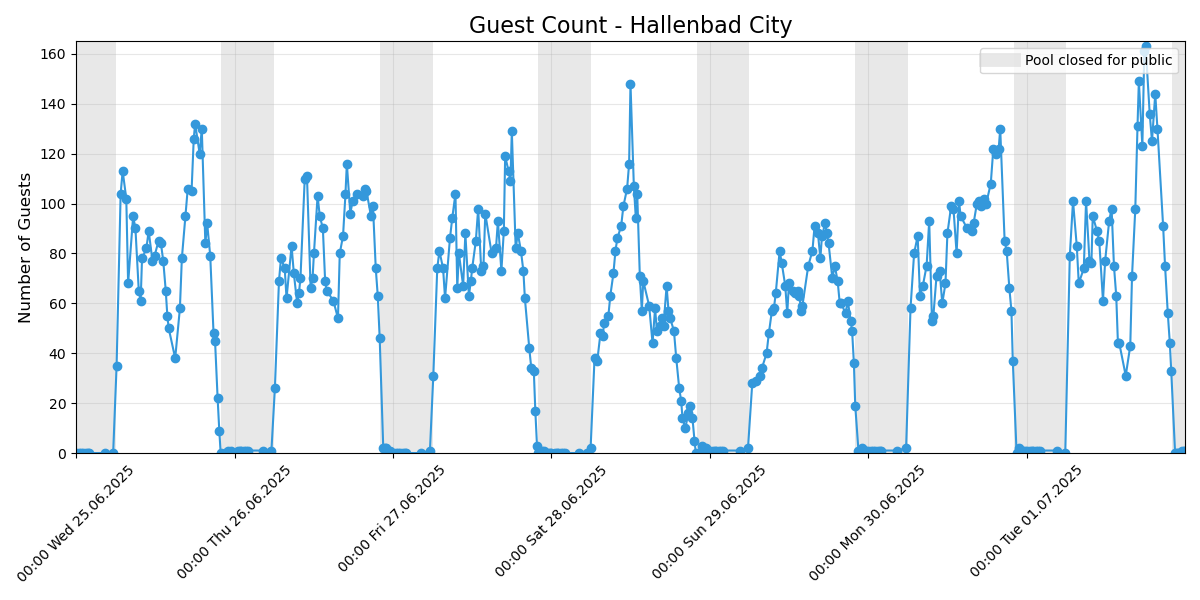 Guest Count - Hallenbad City
Pool closed for public
Number of Guests
160
140
120
100
80
60
40
20
0
00:00 Wed 25.06.2025
00:00 Thu 26.06.2025
00:00 Fri 27.06.2025
00:00 Sat 28.06.2025
00:00 Sun 29.06.2025
00:00 Mon 30.06.2025
00:00 Tue 01.07.2025